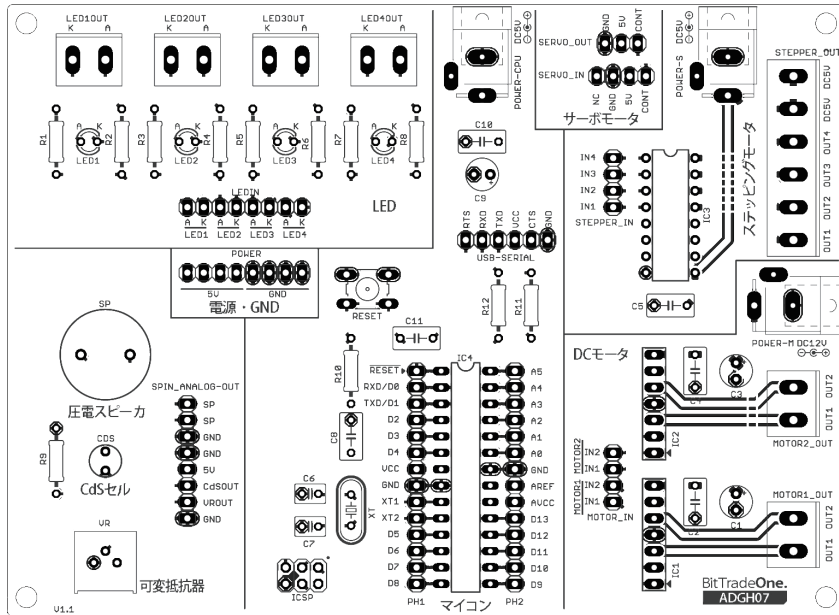 LED1OUT LED2OUT LED3OUT LED4OUT
K A K A K A K A
R1 A K LED1 R2 R3 A K LED2 R4 R5 A K LED3 R6 R7 A K LED4 R8
LEDIN
A K A K A K A K
LED1 LED2 LED3 LED4
LED
POWER
5V GND
電源・GND
DC5V
POWER-CPU
C10
C9
GND 5V CONT
SERVO_OUT
SERVO_IN
NC GND 5V CONT
サーボモータ
DC5V
POWER-S
STEPPER_OUT
DC5V
DC5V
OUT4
OUT3
OUT2
OUT1
ステッピングモータ
IN4
IN3
IN2
IN1
STEPPER_IN
IC3
C5
RTS RXD TXD VCC CTS GND
USB-SERIAL
R12 R11
RESET
C11
R10
C8
C6
C7
XT
ICSP
IC4
RESET A5
RXD/D0 A4
TXD/D1 A3
D2 A2
D3 A1
D4 A0
VCC GND
GND AREF
XT1 AVCC
XT2 D13
D5 D12
D6 D11
D7 D10
D8 D9
PH1 マイコン PH2
SP
圧電スピーカ
SPIN_ANALOG-OUT
SP
SP
GND
GND
5V
CdSOUT
VROUT
GND
R9
CDS
CdSセル
VR
可変抵抗器
V1.1
POWER-M DC12V
DCモータ
C4
C3
IC2
OUT2
OUT1
MOTOR2_OUT
MOTOR2
IN2
IN1
MOTOR1
IN2
IN1
MOTOR_IN
C2
C1
IC1
MOTOR1_OUT
OUT2
OUT1
BitTradeOne.
ADGH07